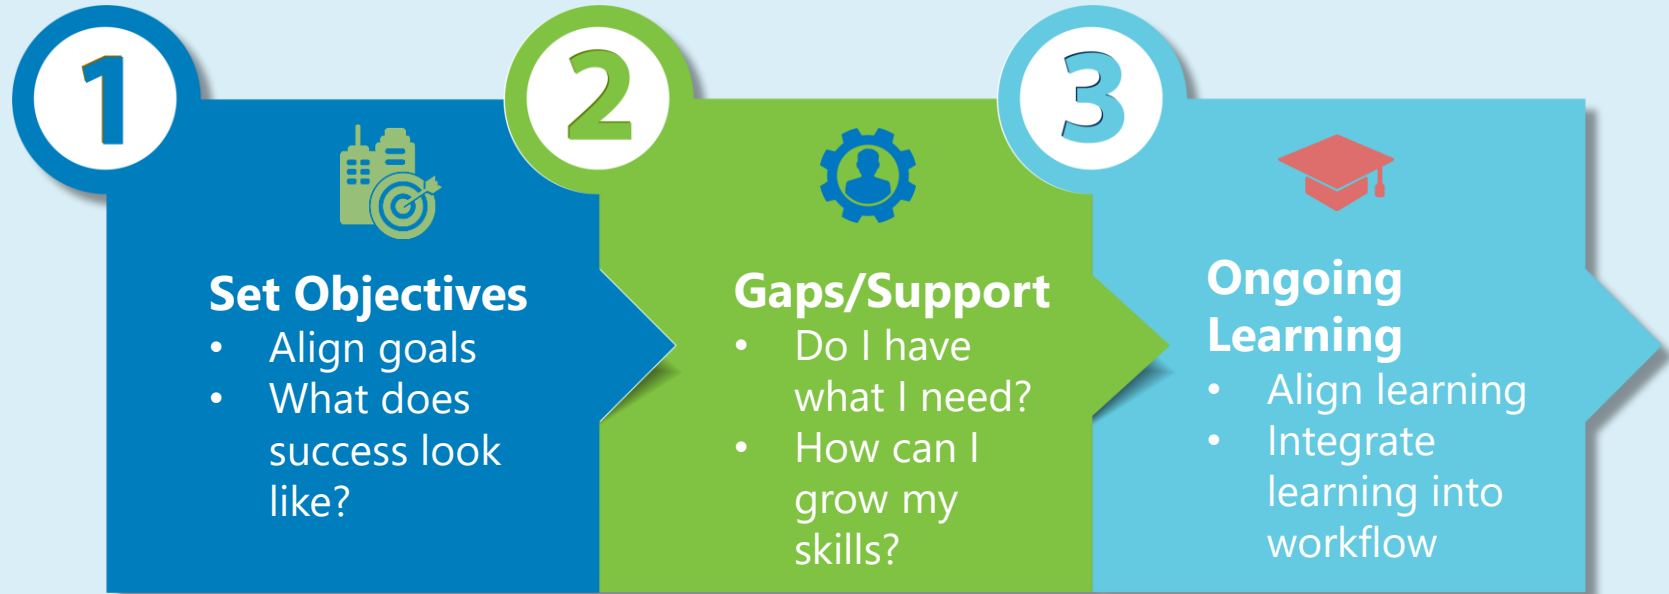 1
Set Objectives
• Align goals
• What does
success look
like?
2
Gaps/Support
• Do I have
what I need?
• How can I
grow my
skills?
3
Ongoing
Learning
• Align learning
• Integrate
learning into
workflow